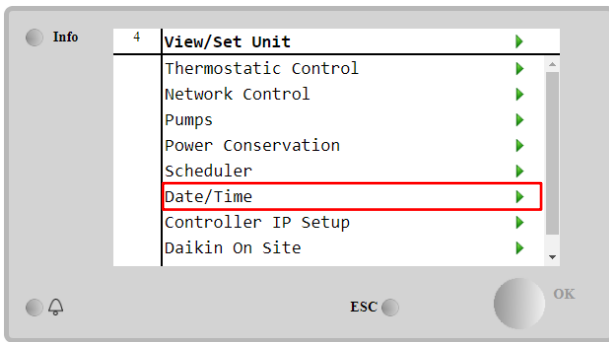 Info
4 View/Set Unit
Thermostatic Control
Network Control
Pumps
Power Conservation
Scheduler
Date/Time
Controller IP Setup
Daikin On Site
ESC
OK